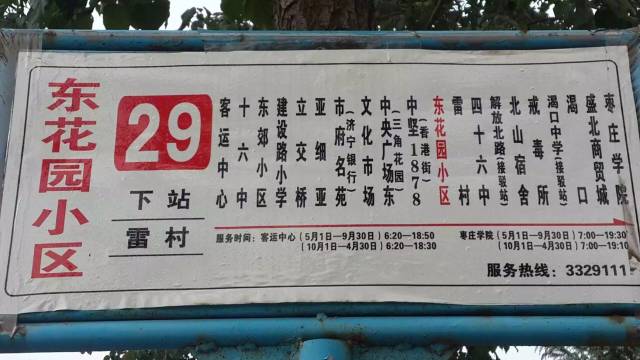 东花园小区
29
下 站
雷 村
客运中心
十六中
东郊小区
建设路小学
立交桥
亚细亚
市府名苑
(济宁银行)
文化市场
中央广场东
(三角花园)
中坚1878
(香港街)
东花园小区
雷村
四十六中
解放北路(接驳站)
北山宿舍
戒毒所
渴口中学(接驳站)
渴口
盛北商贸城
枣庄学院
服务时间:客运中心(5月1日—9月30日)6:20—18:50
(10月1日—4月30日)6:20—18:30
枣庄学院(5月1日—9月30日)7:00—19:30
(10月1日—4月30日)7:00—19:10
服务热线:3329111